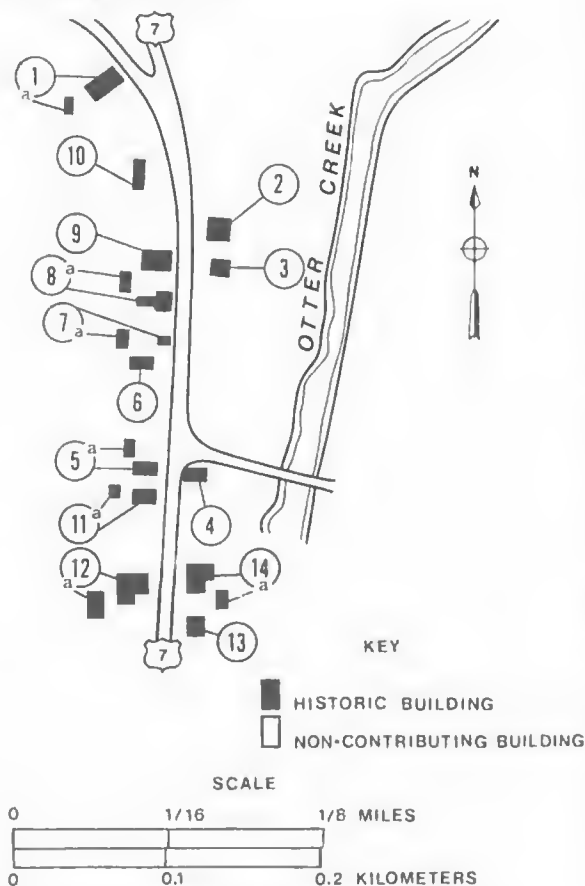 7
1
a
10
2
CREEK
N
9
3
8
a
OTTER
7
a
6
5
a
4
11
a
12
a
14
a
13
7
KEY
HISTORIC BUILDING
NON-CONTRIBUTING BUILDING
SCALE
0 1/16 1/8 MILES
0 0.1 0.2 KILOMETERS